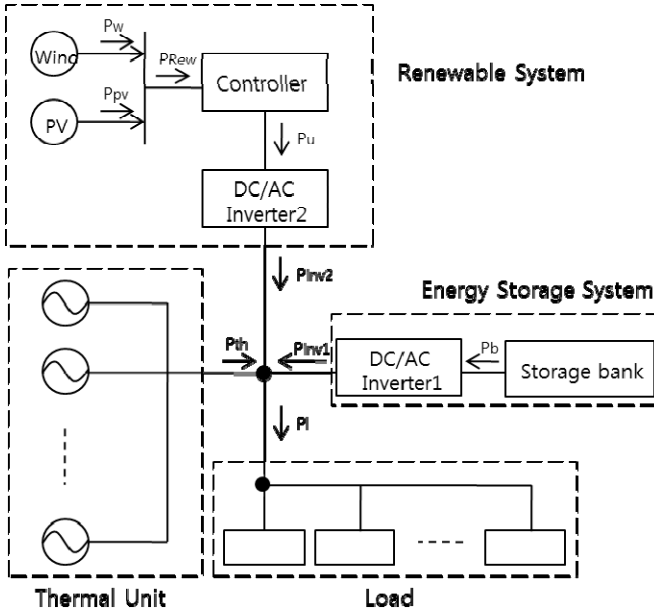 Pw
Wind
PRew
Controller
Renewable System
Ppv
PV
Pu
DC/AC
Inverter2
Pinv2
Energy Storage System
Pth
Pinv1
DC/AC
Inverter1
Pb
Storage bank
Pl
Thermal Unit
Load